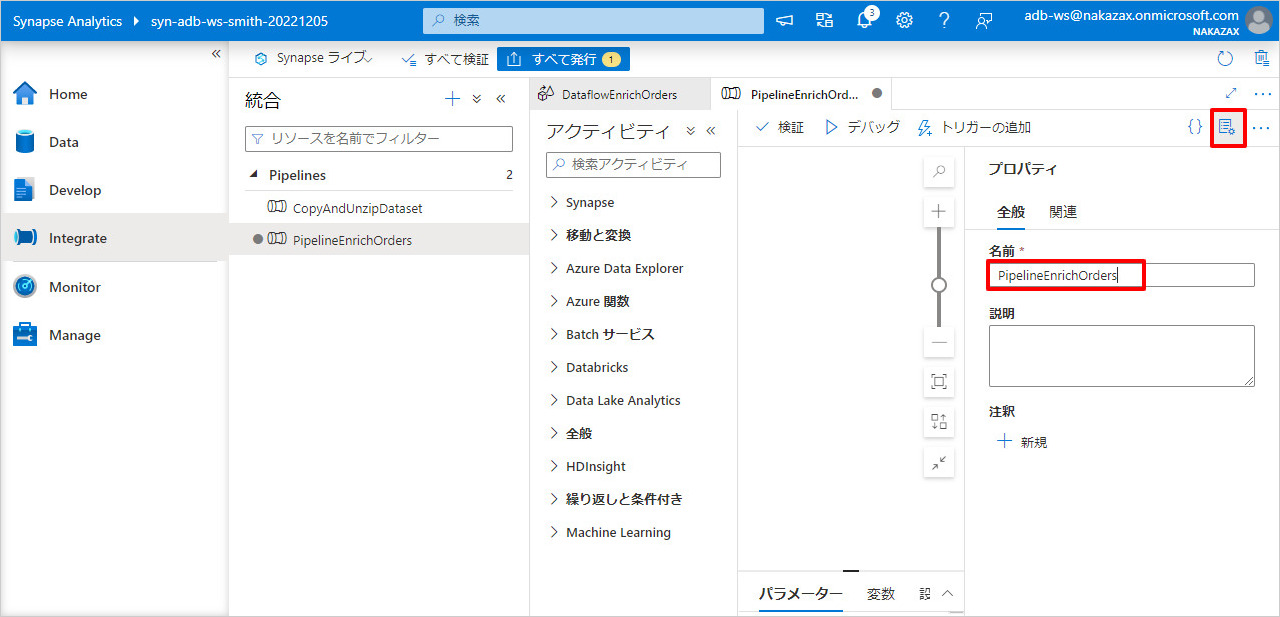 Synapse Analytics
syn-adb-ws-smith-20221205
検索
3
adb-ws@nakazax.onmicrosoft.com
NAKAZAX
Home
Data
Develop
Integrate
Monitor
Manage
Synapse ライブ
すべて検証
すべて発行 1
統合
リソースを名前でフィルター
Pipelines 2
CopyAndUnzipDataset
PipelineEnrichOrders
DataflowEnrichOrders
PipelineEnrichOrd...
アクティビティ
検索アクティビティ
Synapse
移動と変換
Azure Data Explorer
Azure 関数
Batch サービス
Databricks
Data Lake Analytics
全般
HDInsight
繰り返しと条件付き
Machine Learning
検証
デバッグ
トリガーの追加
{}
パラメーター
変数
プロパティ
全般
関連
名前 *
PipelineEnrichOrders
説明
注釈
新規